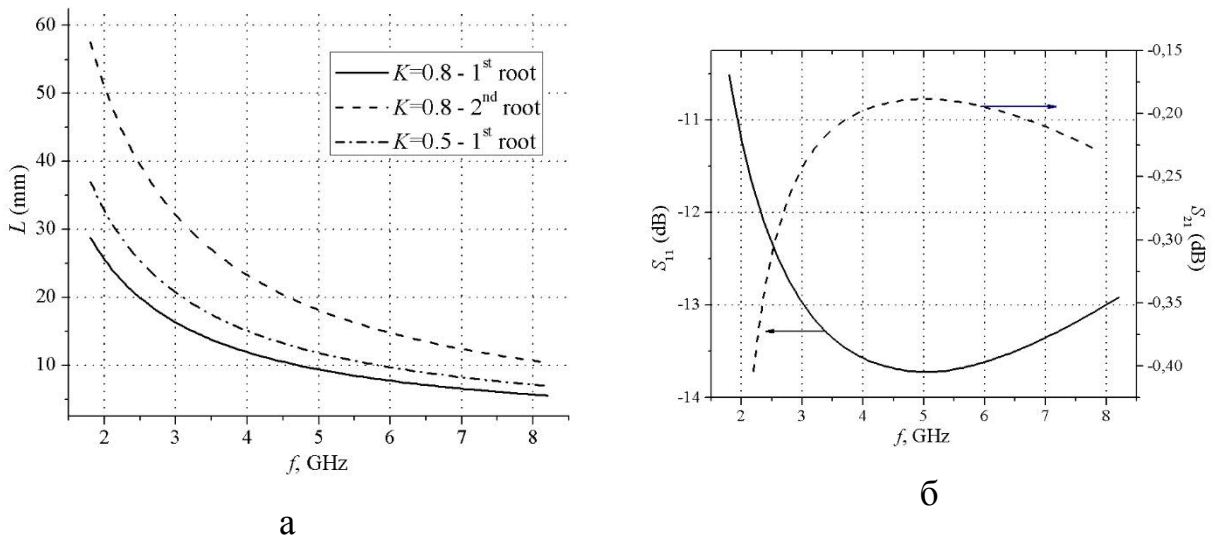 60
50
40
30
20
10
L (mm)
K=0.8 - 1st root
K=0.8 - 2nd root
K=0.5 - 1st root
2 3 4 5 6 7 8
f, GHz
а
-11
-12
-13
-14
S11 (dB)
-0,15
-0,20
-0,25
-0,30
-0,35
-0,40
S21 (dB)
2 3 4 5 6 7 8
f, GHz
б